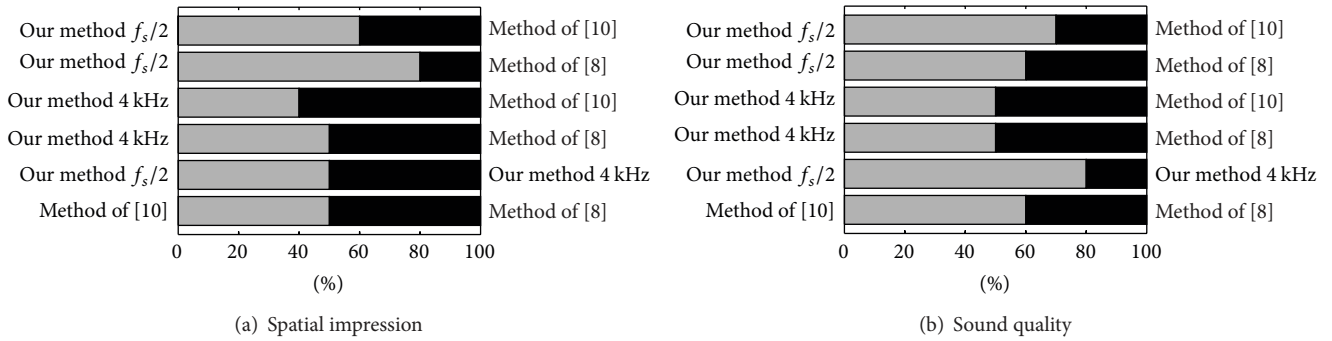 Our method f_s/2 Method of [10]
Our method f_s/2 Method of [8]
Our method 4 kHz Method of [10]
Our method 4 kHz Method of [8]
Our method f_s/2 Our method 4 kHz
Method of [10] Method of [8]
0 20 40 60 80 100
(%)
(a) Spatial impression
Our method f_s/2 Method of [10]
Our method f_s/2 Method of [8]
Our method 4 kHz Method of [10]
Our method 4 kHz Method of [8]
Our method f_s/2 Our method 4 kHz
Method of [10] Method of [8]
0 20 40 60 80 100
(%)
(b) Sound quality